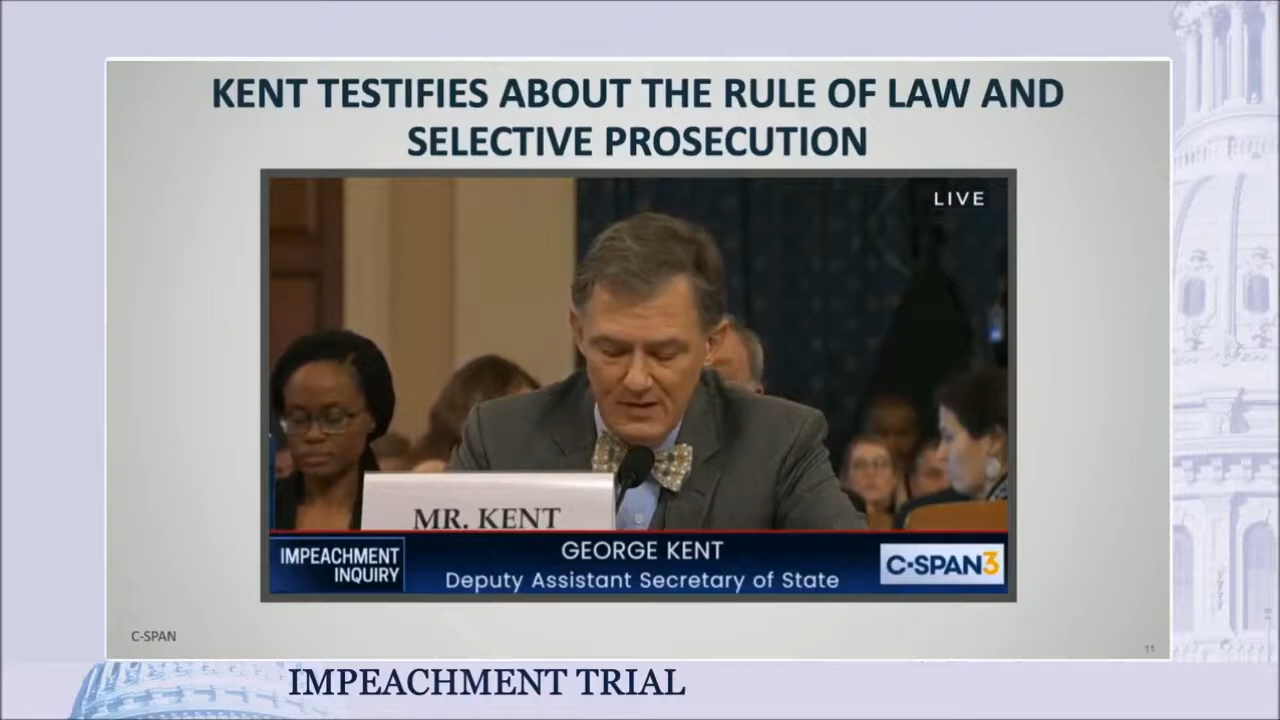 KENT TESTIFIES ABOUT THE RULE OF LAW AND
SELECTIVE PROSECUTION
LIVE
MR. KENT
IMPEACHMENT
INQUIRY
GEORGE KENT
Deputy Assistant Secretary of State
C-SPAN3
C-SPAN
11
IMPEACHMENT TRIAL